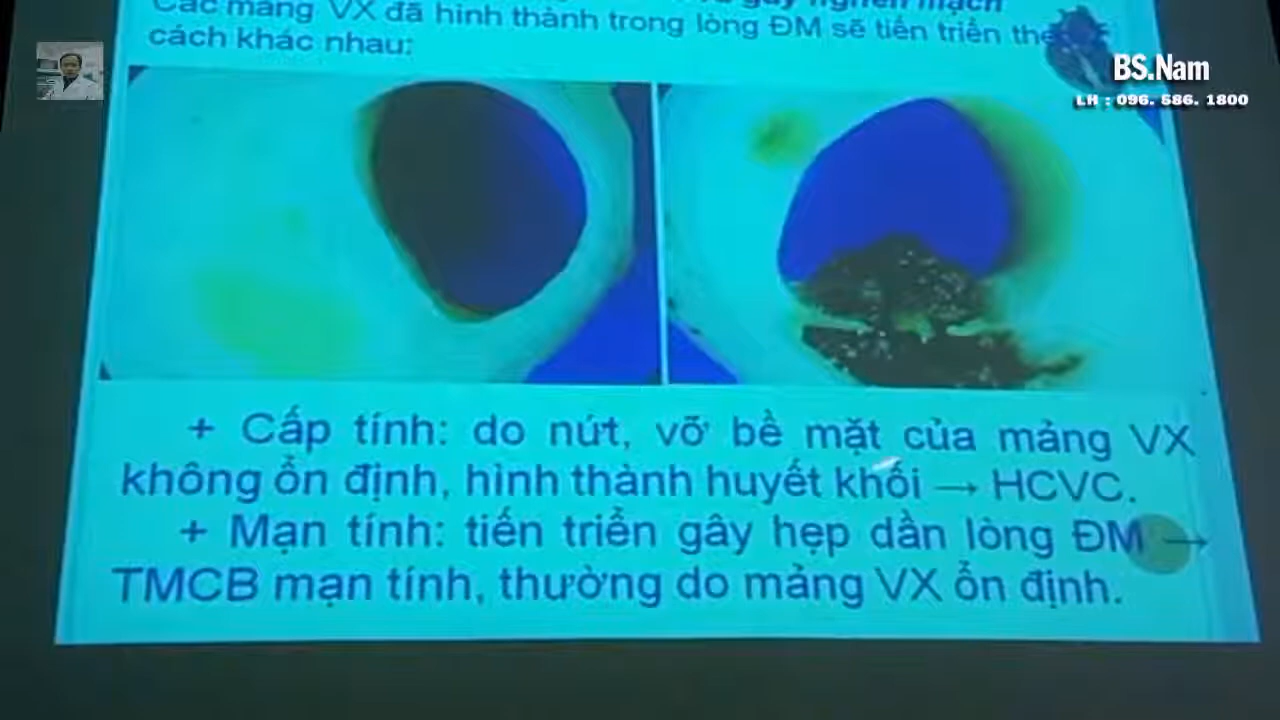 gây nghẽn mạch
Các mảng VX đã hình thành trong lòng ĐM sẽ tiến triển
cách khác nhau:
BS.Nam
LH : 096. 586. 1800
+ Cấp tính: do nứt, vỡ bề mặt của mảng VX
không ổn định, hình thành huyết khối → HCVC.
+ Mạn tính: tiến triển gây hẹp dần lòng ĐM →
TMCB mạn tính, thường do mảng VX ổn định.